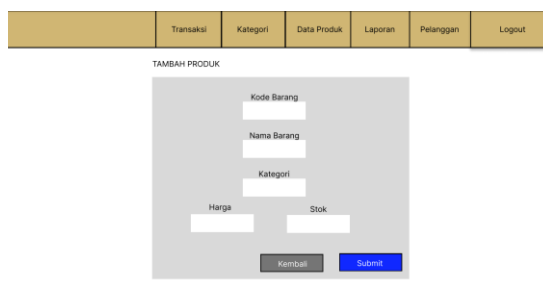 Transaksi Kategori Data Produk Laporan Pelanggan Logout
TAMBAH PRODUK
Kode Barang
Nama Barang
Kategori
Harga Stok
Kembali Submit